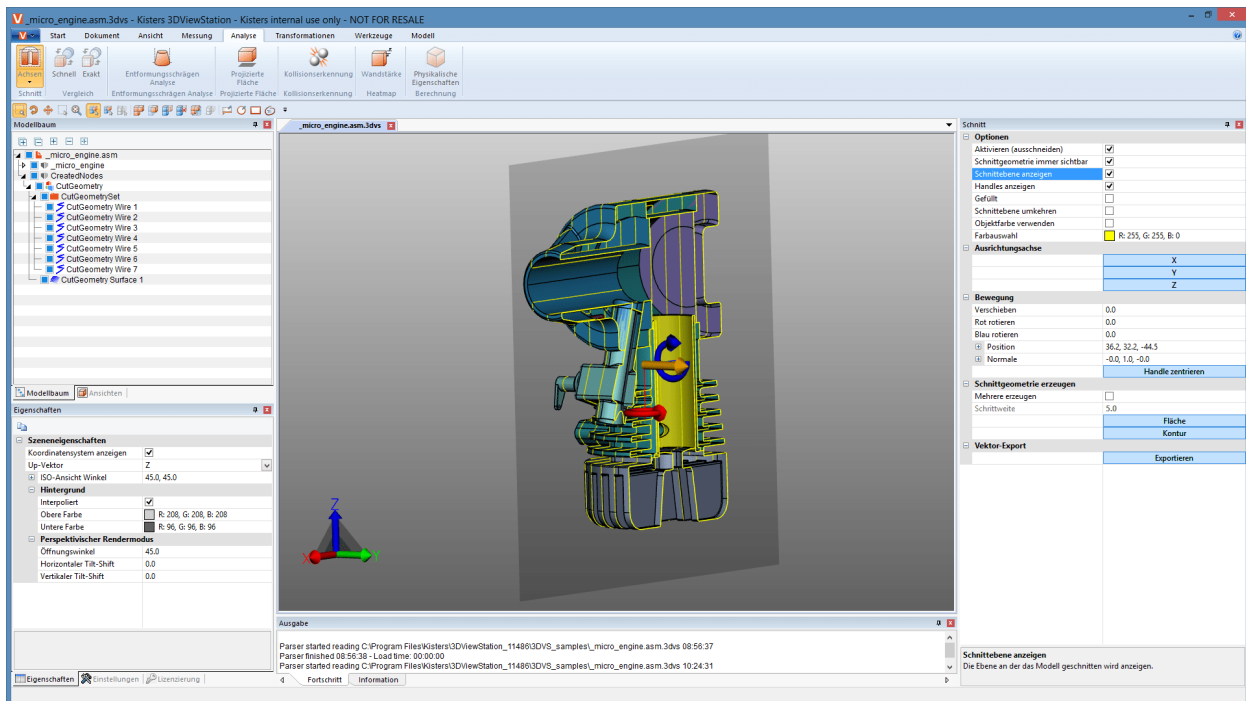 _micro_engine.asm.3dvs - Kisters 3DViewStation - Kisters internal use only - NOT FOR RESALE
Start Dokument Ansicht Messung Analyse Transformationen Werkzeuge Modell
Achsen Schnell Exakt Entformungsschrägen Analyse Projizierte Fläche Kollisionserkennung Wandstärke Physikalische Eigenschaften
Schnitt Vergleich Entformungsschrägen Analyse Projizierte Fläche Kollisionserkennung Heatmap Berechnung
Modellbaum
_micro_engine.asm
_micro_engine
CreatedNodes
CutGeometry
CutGeometrySet
CutGeometry Wire 1
CutGeometry Wire 2
CutGeometry Wire 3
CutGeometry Wire 4
CutGeometry Wire 5
CutGeometry Wire 6
CutGeometry Wire 7
CutGeometry Surface 1
Modellbaum Ansichten
Eigenschaften
Szeneneigenschaften
Koordinatensystem anzeigen
Up-Vektor Z
ISO-Ansicht Winkel 45.0, 45.0
Hintergrund
Interpoliert
Obere Farbe R: 208, G: 208, B: 208
Untere Farbe R: 96, G: 96, B: 96
Perspektivischer Rendermodus
Öffnungswinkel 45.0
Horizontaler Tilt-Shift 0.0
Vertikaler Tilt-Shift 0.0
Eigenschaften Einstellungen Lizenzierung
_micro_engine.asm.3dvs
Z
X Y
Ausgabe
Parser started reading C:\Program Files\Kisters\3DViewStation_11486\3DVS_samples\_micro_engine.asm.3dvs 08:56:37
Parser finished 08:56:38 - Load time: 00:00:00
Parser started reading C:\Program Files\Kisters\3DViewStation_11486\3DVS_samples\_micro_engine.asm.3dvs 10:24:31
Fortschritt Information
Schnitt
Optionen
Aktivieren (ausschneiden)
Schnittgeometrie immer sichtbar
Schnittebene anzeigen
Handles anzeigen
Gefüllt
Schnittebene umkehren
Objektfarbe verwenden
Farbauswahl R: 255, G: 255, B: 0
Ausrichtungsachse
X
Y
Z
Bewegung
Verschieben 0.0
Rot rotieren 0.0
Blau rotieren 0.0
Position 36.2, 32.2, -44.5
Normale -0.0, 1.0, -0.0
Handle zentrieren
Schnittgeometrie erzeugen
Mehrere erzeugen
Schrittweite 5.0
Fläche
Kontur
Vektor-Export
Exportieren
Schnittebene anzeigen
Die Ebene an der das Modell geschnitten wird anzeigen.